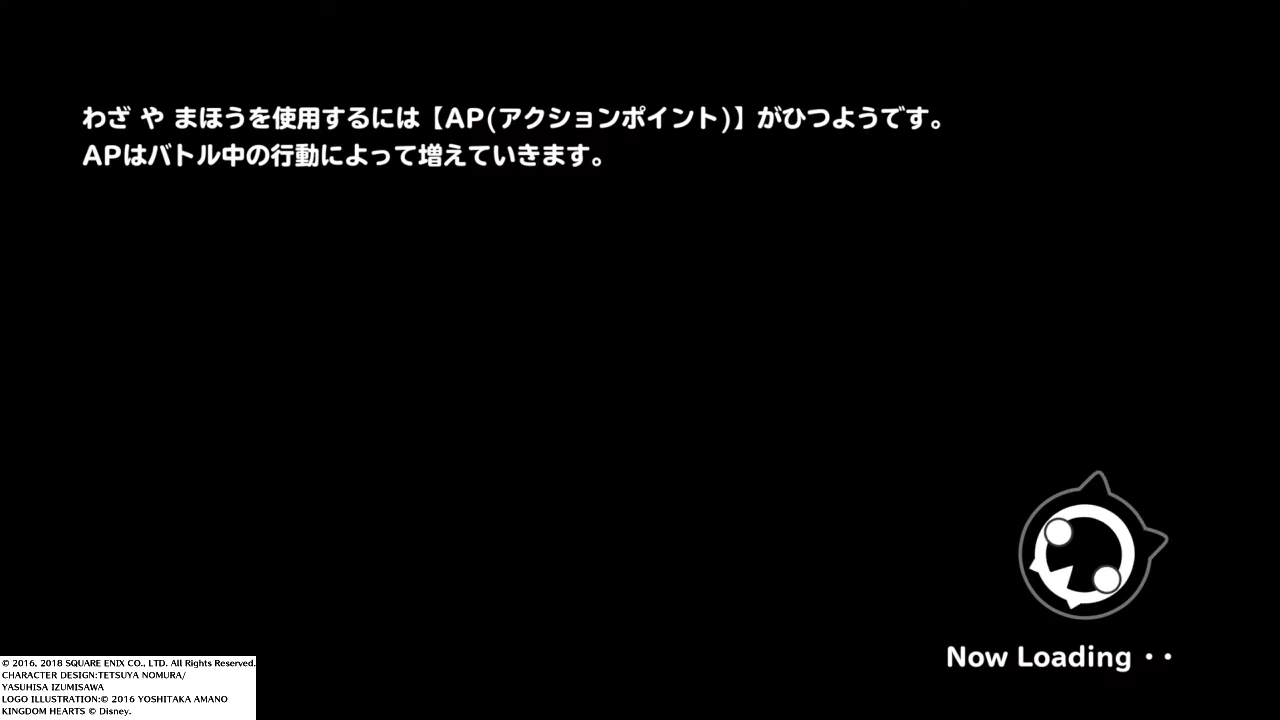 わざ や まほうを使用するには【AP(アクションポイント)】がひつようです。
APはバトル中の行動によって増えていきます。
Now Loading ・・
© 2016, 2018 SQUARE ENIX CO., LTD. All Rights Reserved.
CHARACTER DESIGN:TETSUYA NOMURA/
YASUHISA IZUMISAWA
LOGO ILLUSTRATION:© 2016 YOSHITAKA AMANO
KINGDOM HEARTS © Disney.